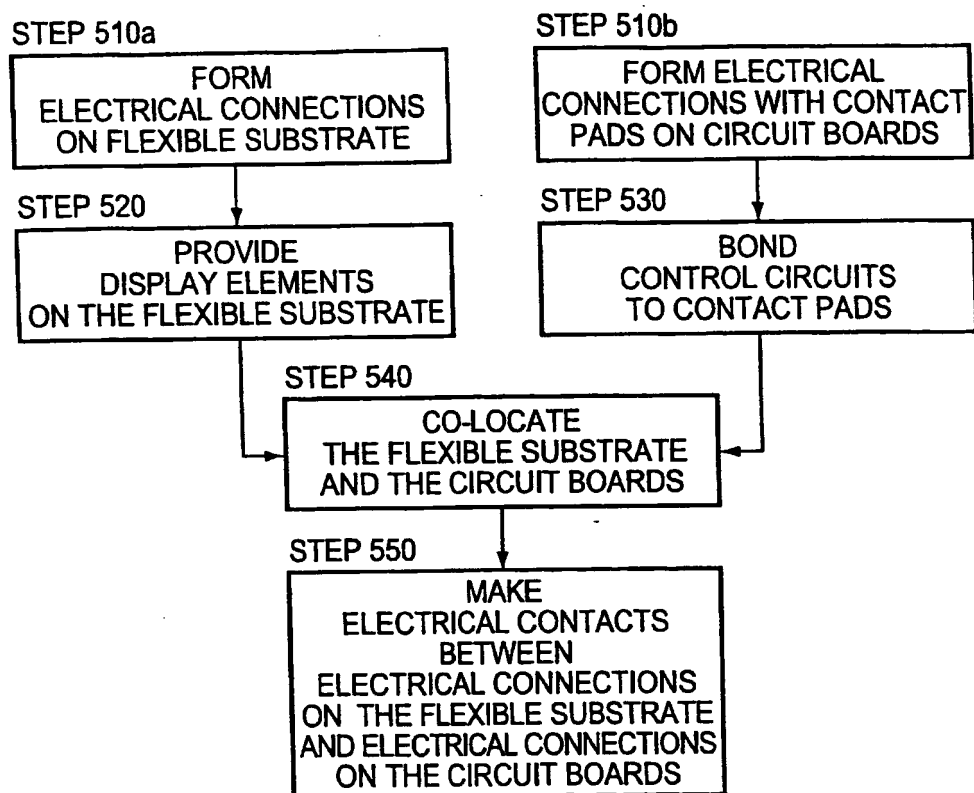 STEP 510a
FORM
ELECTRICAL CONNECTIONS
ON FLEXIBLE SUBSTRATE
STEP 510b
FORM ELECTRICAL
CONNECTIONS WITH CONTACT
PADS ON CIRCUIT BOARDS
STEP 520
PROVIDE
DISPLAY ELEMENTS
ON THE FLEXIBLE SUBSTRATE
STEP 530
BOND
CONTROL CIRCUITS
TO CONTACT PADS
STEP 540
CO-LOCATE
THE FLEXIBLE SUBSTRATE
AND THE CIRCUIT BOARDS
STEP 550
MAKE
ELECTRICAL CONTACTS
BETWEEN
ELECTRICAL CONNECTIONS
ON THE FLEXIBLE SUBSTRATE
AND ELECTRICAL CONNECTIONS
ON THE CIRCUIT BOARDS